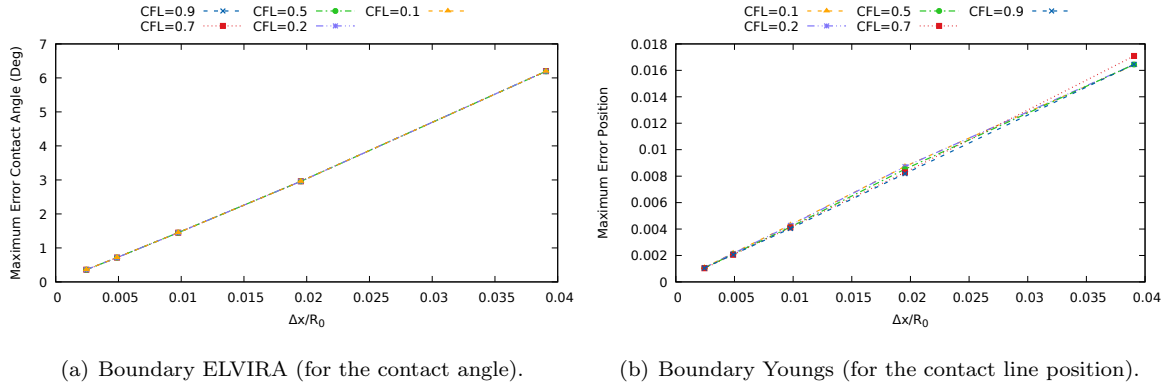 CFL=0.9 CFL=0.5 CFL=0.1
CFL=0.7 CFL=0.2
7
6
5
4
3
2
1
0
Maximum Error Contact Angle (Deg)
0 0.005 0.01 0.015 0.02 0.025 0.03 0.035 0.04
Δx/R₀
(a) Boundary ELVIRA (for the contact angle).
CFL=0.1 CFL=0.5 CFL=0.9
CFL=0.2 CFL=0.7
0.018
0.016
0.014
0.012
0.01
0.008
0.006
0.004
0.002
0
Maximum Error Position
0 0.005 0.01 0.015 0.02 0.025 0.03 0.035 0.04
Δx/R₀
(b) Boundary Youngs (for the contact line position).